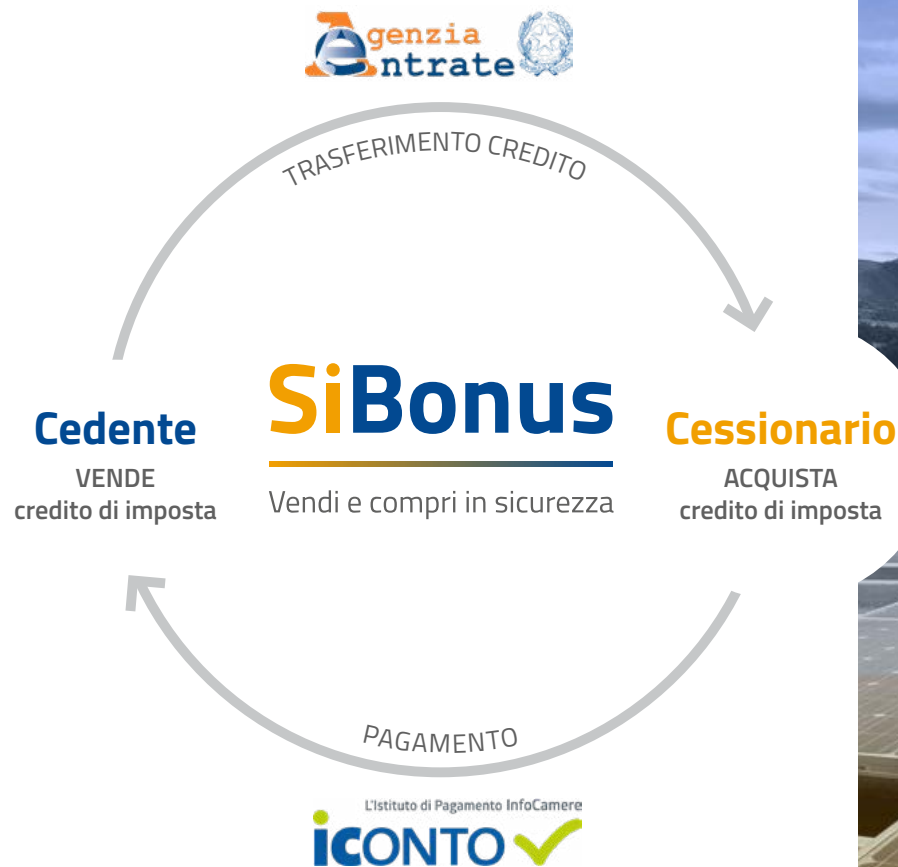 Agenzia
Entrate
TRASFERIMENTO CREDITO
SiBonus
Vendi e compri in sicurezza
Cedente
VENDE
credito di imposta
Cessionario
ACQUISTA
credito di imposta
PAGAMENTO
L'Istituto di Pagamento InfoCamere
iCONTO